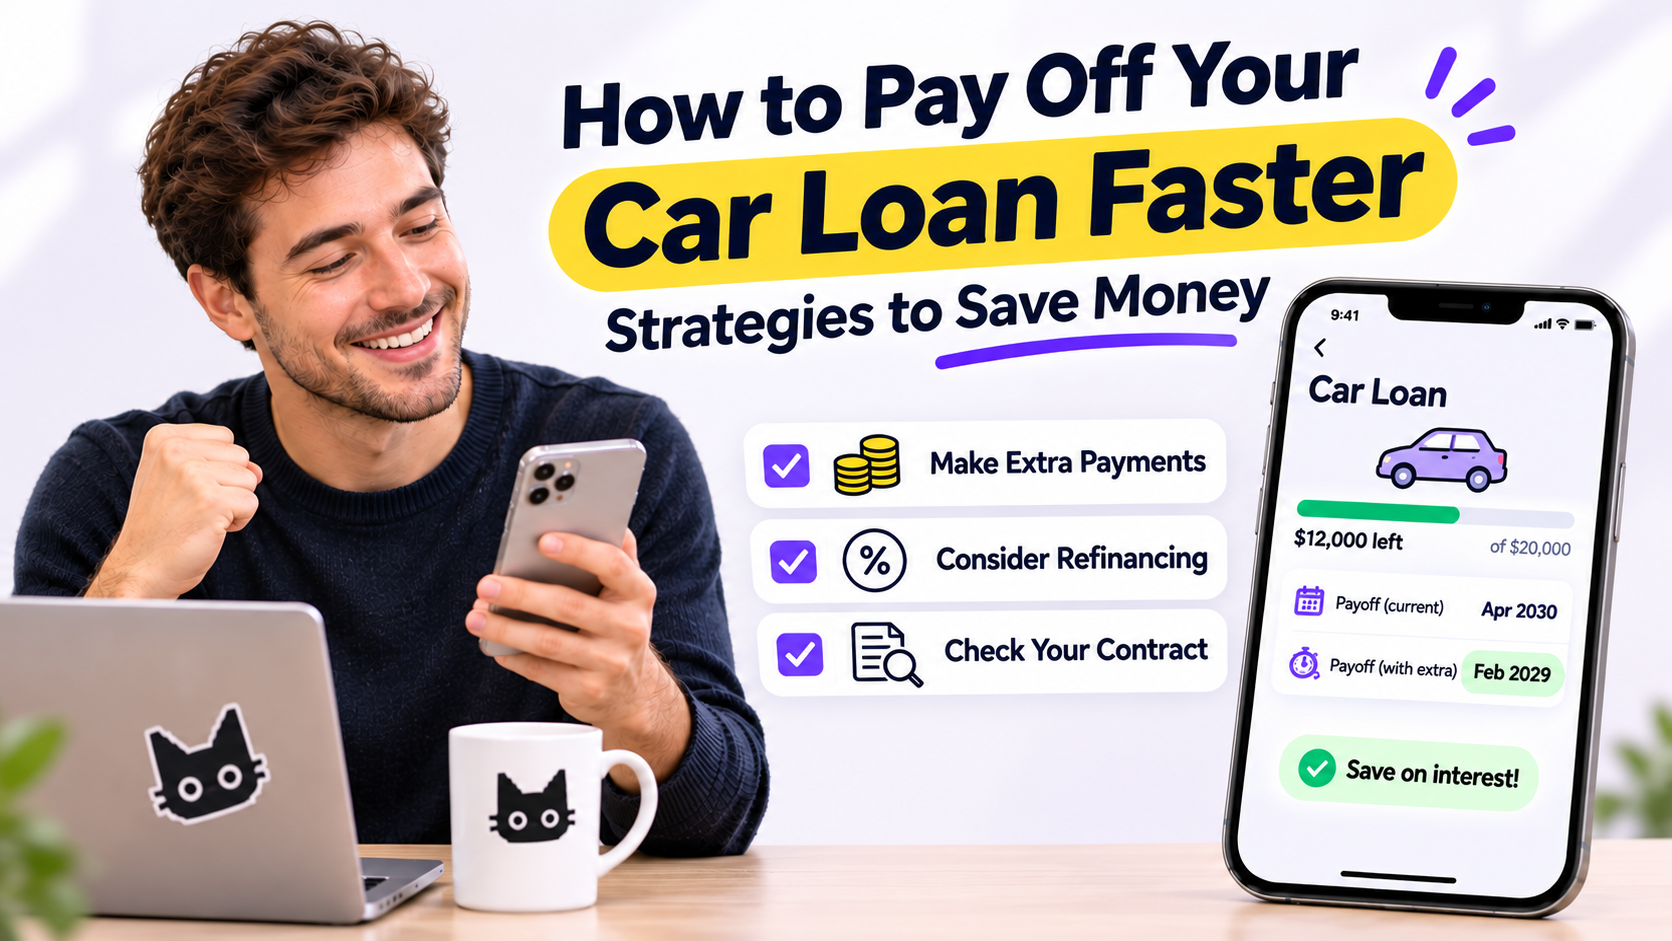 How to Pay Off Your
Car Loan Faster
Strategies to Save Money
Make Extra Payments
Consider Refinancing
Check Your Contract
9:41
Car Loan
$12,000 left
of $20,000
Payoff (current)
Apr 2030
Payoff (with extra)
Feb 2029
Save on interest!